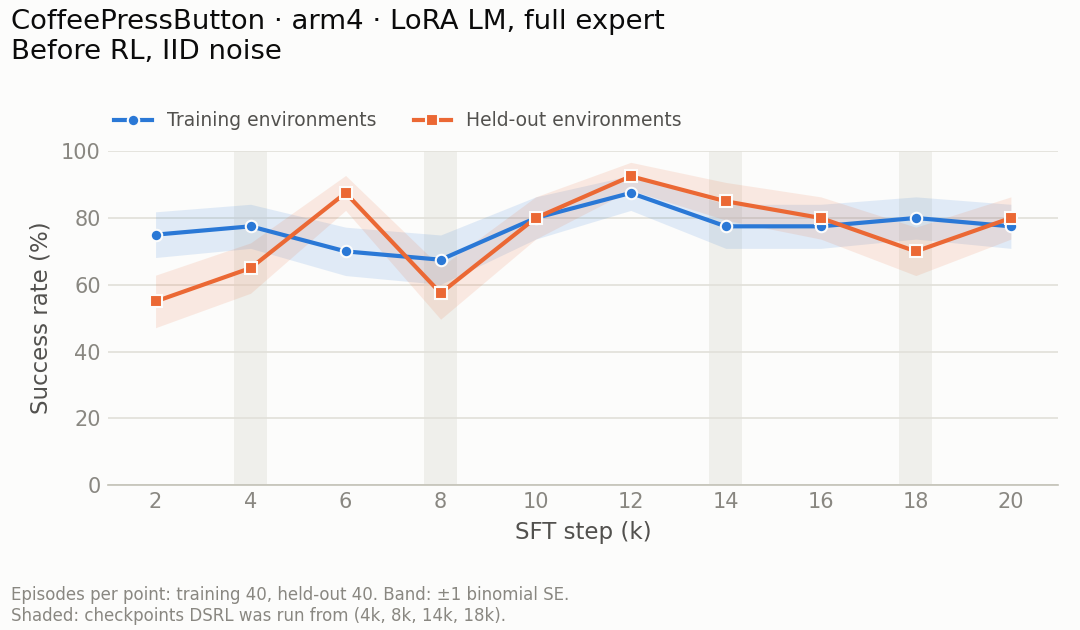 CoffeePressButton · arm4 · LoRA LM, full expert
Before RL, IID noise
Training environments
Held-out environments
100
80
60
40
20
0
Success rate (%)
2 4 6 8 10 12 14 16 18 20
SFT step (k)
Episodes per point: training 40, held-out 40. Band: ±1 binomial SE.
Shaded: checkpoints DSRL was run from (4k, 8k, 14k, 18k).